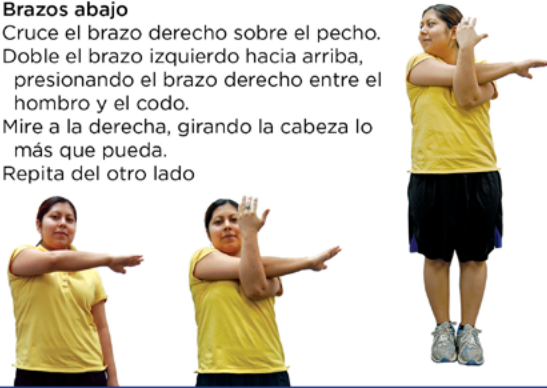 Brazos abajo
Cruce el brazo derecho sobre el pecho.
Doble el brazo izquierdo hacia arriba,
presionando el brazo derecho entre el
hombro y el codo.
Mire a la derecha, girando la cabeza lo
más que pueda.
Repita del otro lado